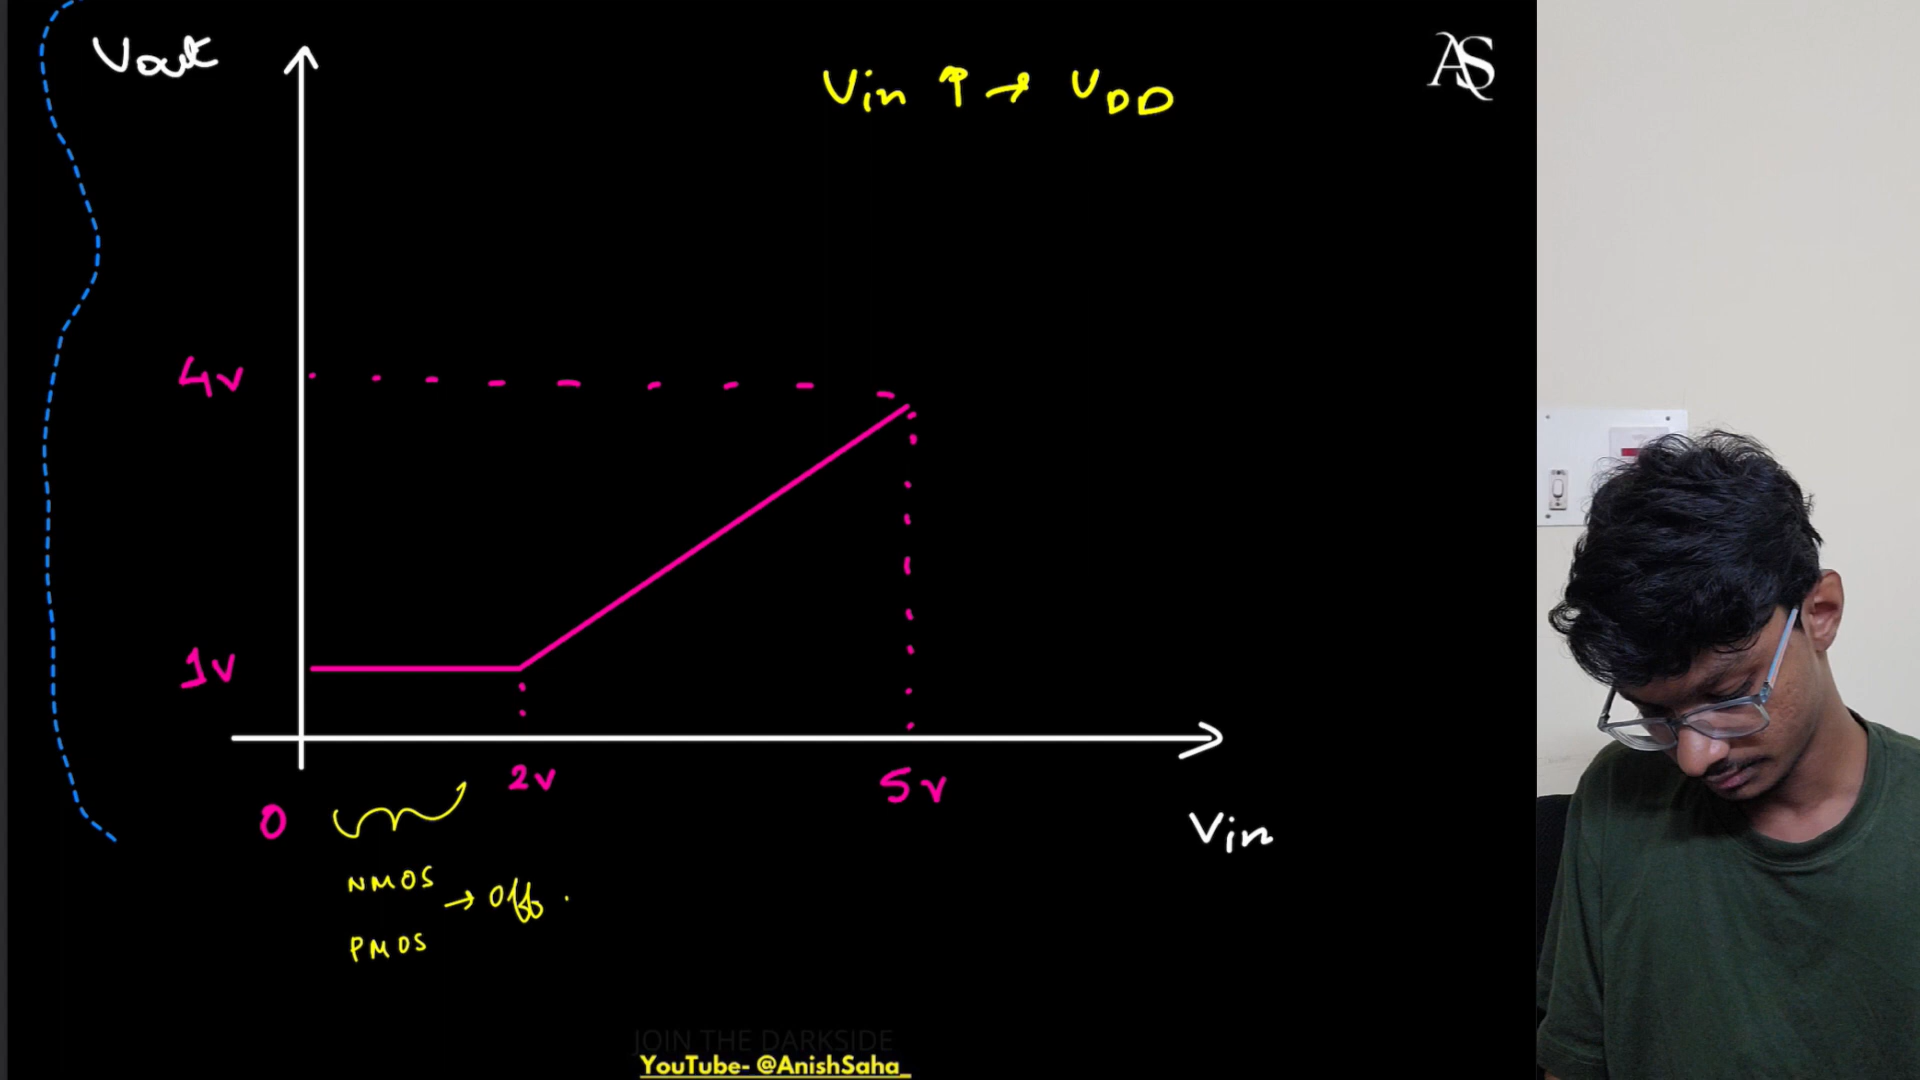 Vout
Vin ↑ → VDD
AS
4v
1v
2v
5v
0
Vin
NMOS
→ off.
PMOS
JOIN THE DARKSIDE
YouTube- @AnishSaha_